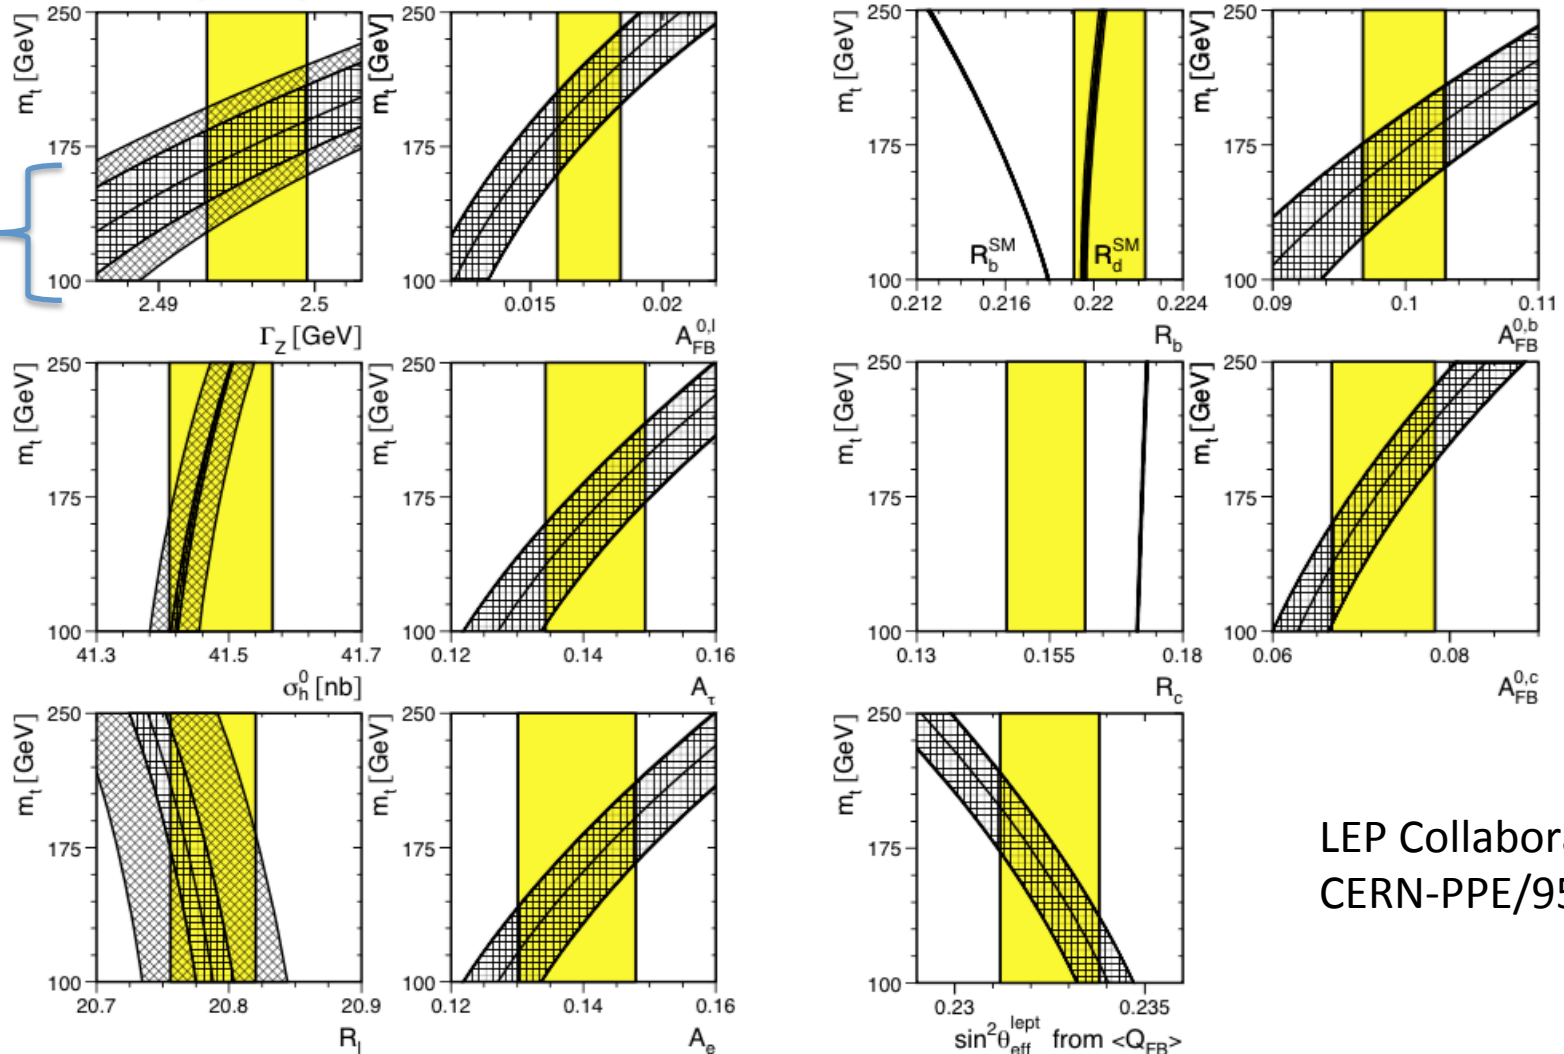 250
175
100
m_t [GeV]
2.49
2.5
Γ_Z [GeV]
250
175
100
m_t [GeV]
0.015
0.02
A_FB^0,l
250
175
100
m_t [GeV]
R_b^SM
R_d^SM
0.212
0.216
0.22
0.224
R_b
250
175
100
m_t [GeV]
0.09
0.1
0.11
A_FB^0,b
250
175
100
m_t [GeV]
41.3
41.5
41.7
σ_h^0 [nb]
250
175
100
m_t [GeV]
0.12
0.14
0.16
A_τ
250
175
100
m_t [GeV]
0.13
0.155
0.18
R_c
250
175
100
m_t [GeV]
0.06
0.08
A_FB^0,c
250
175
100
m_t [GeV]
20.7
20.8
20.9
R_l
250
175
100
m_t [GeV]
0.12
0.14
0.16
A_e
250
175
100
m_t [GeV]
0.23
0.235
sin²θ_eff^lept from <Q_FB>
LEP Collabora
CERN-PPE/95